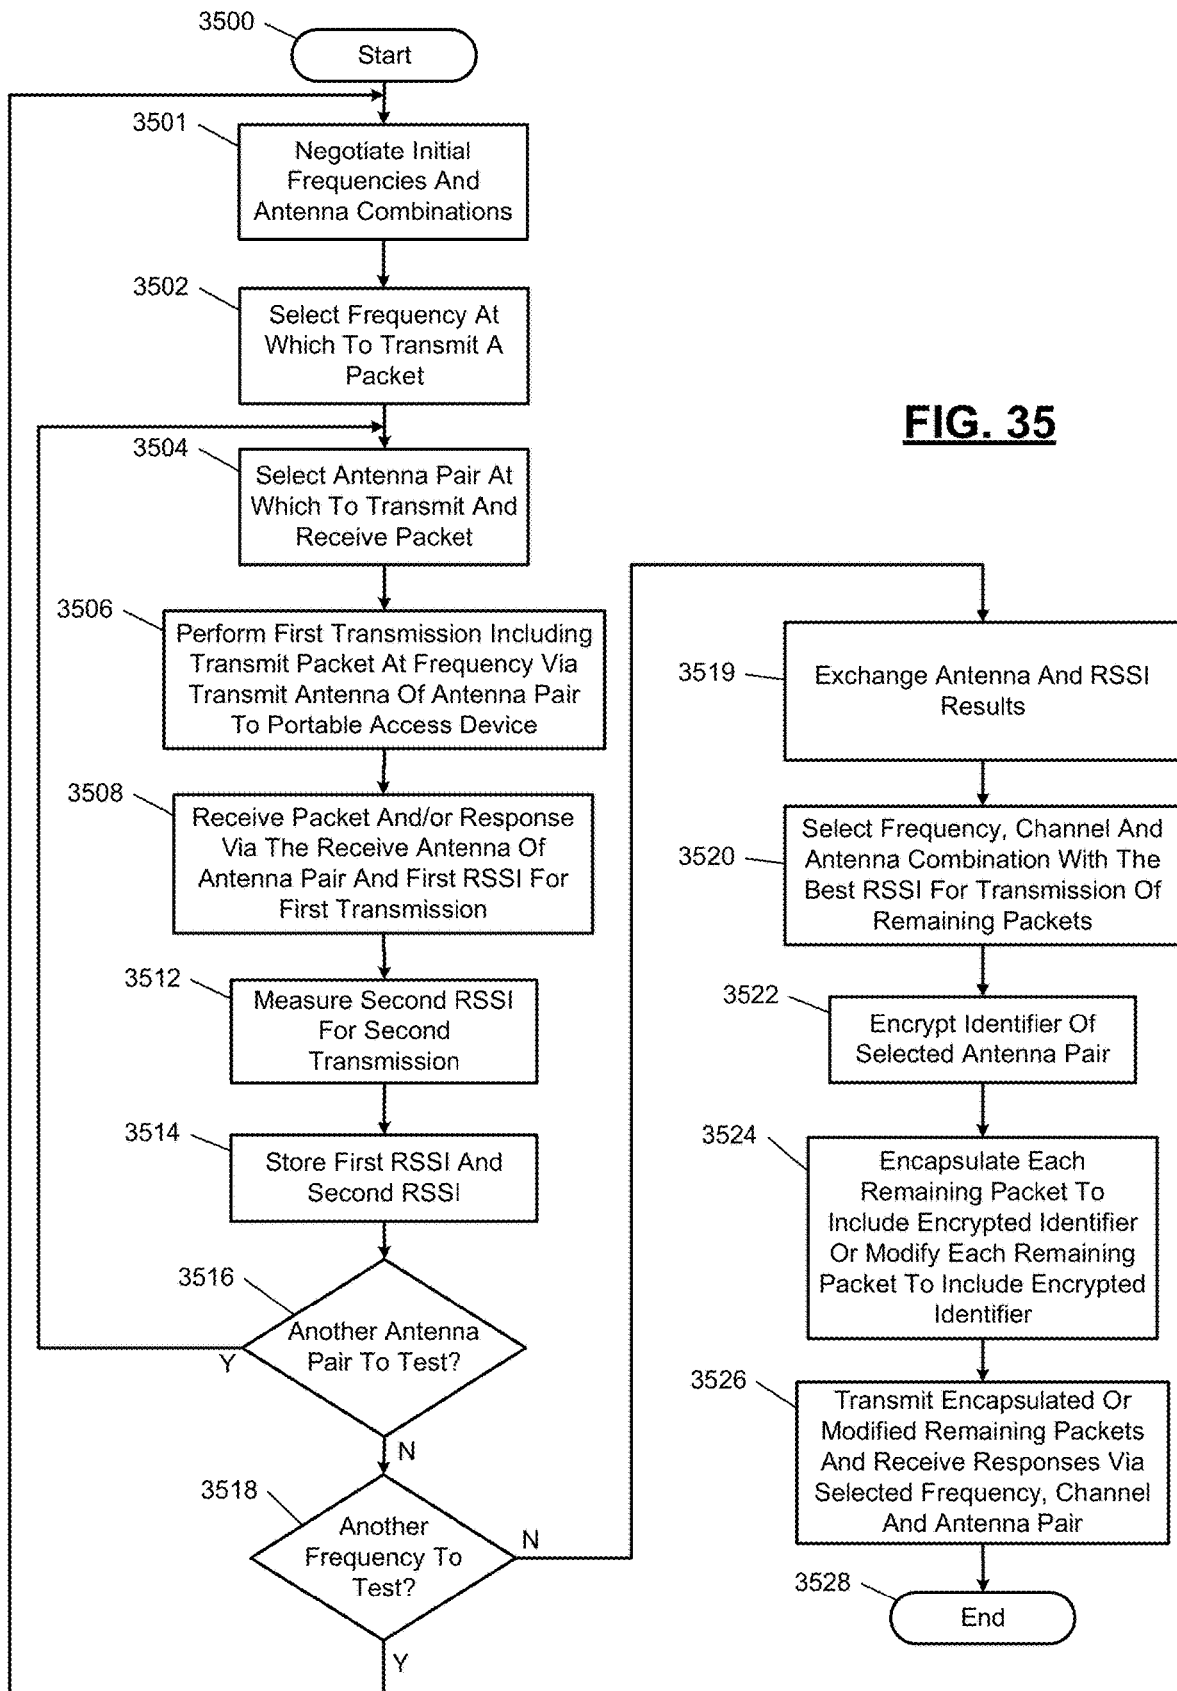 3500
Start
3501
Negotiate Initial
Frequencies And
Antenna Combinations
3502
Select Frequency At
Which To Transmit A
Packet
3504
Select Antenna Pair At
Which To Transmit And
Receive Packet
3506
Perform First Transmission Including
Transmit Packet At Frequency Via
Transmit Antenna Of Antenna Pair
To Portable Access Device
3508
Receive Packet And/or Response
Via The Receive Antenna Of
Antenna Pair And First RSSI For
First Transmission
3512
Measure Second RSSI
For Second
Transmission
3514
Store First RSSI And
Second RSSI
3516
Another Antenna
Pair To Test?
Y
N
3518
Another
Frequency To
Test?
N
Y
FIG. 35
3519
Exchange Antenna And RSSI
Results
3520
Select Frequency, Channel And
Antenna Combination With The
Best RSSI For Transmission Of
Remaining Packets
3522
Encrypt Identifier Of
Selected Antenna Pair
3524
Encapsulate Each
Remaining Packet To
Include Encrypted Identifier
Or Modify Each Remaining
Packet To Include Encrypted
Identifier
3526
Transmit Encapsulated Or
Modified Remaining Packets
And Receive Responses Via
Selected Frequency, Channel
And Antenna Pair
3528
End